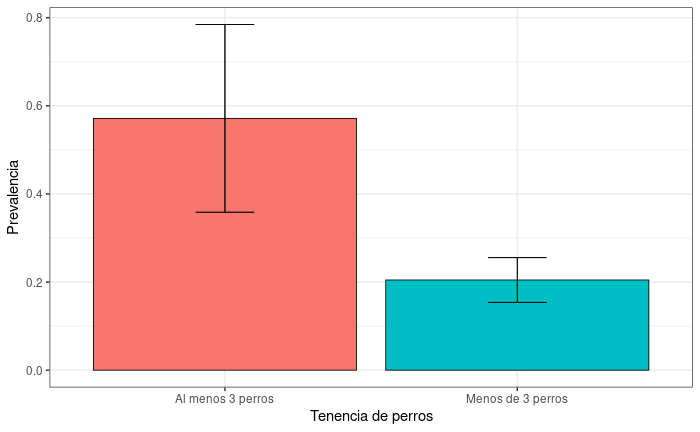 Prevalencia
0.8
0.6
0.4
0.2
0.0
Al menos 3 perros
Menos de 3 perros
Tenencia de perros